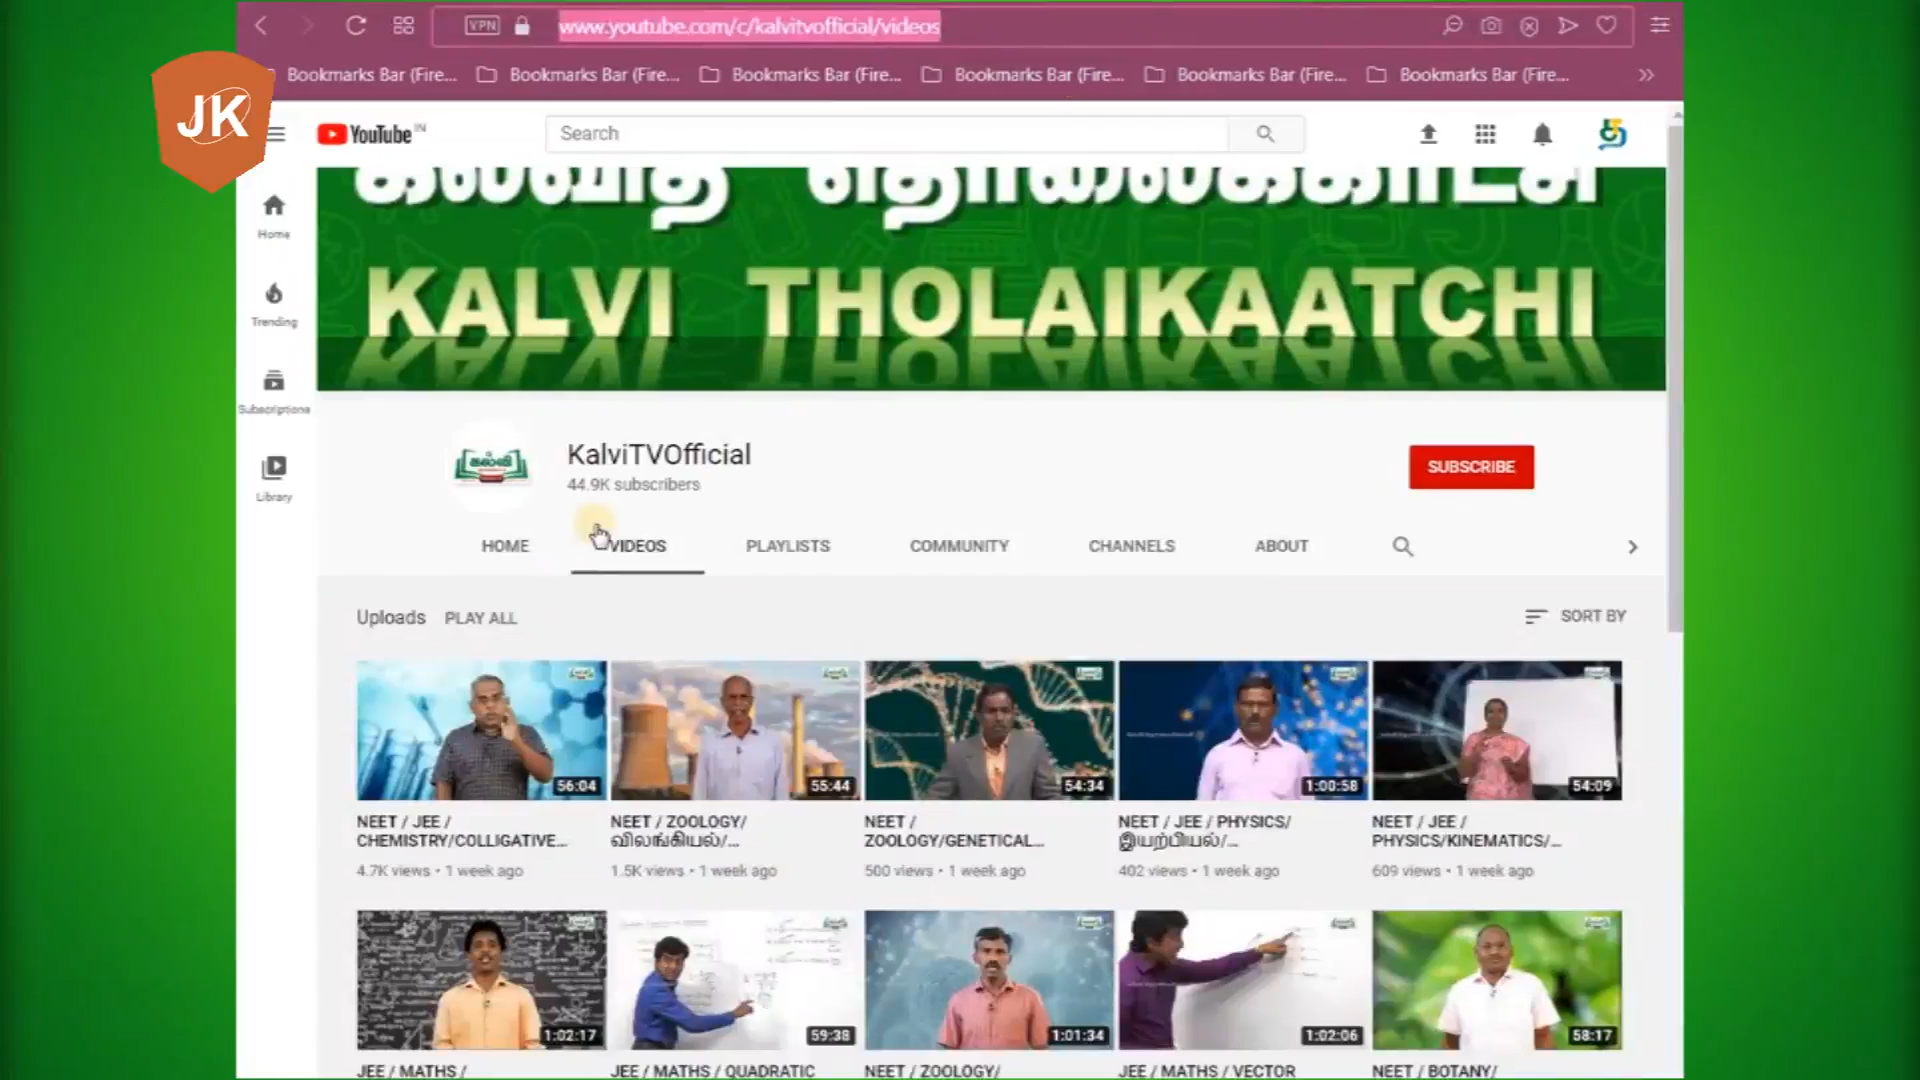 VPN
www.youtube.com/c/kalvitvofficial/videos
Bookmarks Bar (Fire...
Bookmarks Bar (Fire...
Bookmarks Bar (Fire...
Bookmarks Bar (Fire...
Bookmarks Bar (Fire...
Bookmarks Bar (Fire...
JK
YouTube IN
Search
கல்வித் தொலைக்காட்சி
Home
KALVI THOLAIKAATCHI
Trending
Subscriptions
Library
கல்வி
KalviTVOfficial
44.9K subscribers
SUBSCRIBE
HOME
VIDEOS
PLAYLISTS
COMMUNITY
CHANNELS
ABOUT
Uploads
PLAY ALL
SORT BY
56:04
55:44
54:34
1:00:58
54:09
NEET / JEE /
CHEMISTRY/COLLIGATIVE...
4.7K views • 1 week ago
NEET / ZOOLOGY/
விலங்கியல்/...
1.5K views • 1 week ago
NEET /
ZOOLOGY/GENETICAL...
500 views • 1 week ago
NEET / JEE / PHYSICS/
இயற்பியல்/...
402 views • 1 week ago
NEET / JEE /
PHYSICS/KINEMATICS/...
609 views • 1 week ago
1:02:17
59:38
1:01:34
1:02:06
58:17
JEE / MATHS /
JEE / MATHS / QUADRATIC
NEET / ZOOLOGY/
JEE / MATHS / VECTOR
NEET / BOTANY/